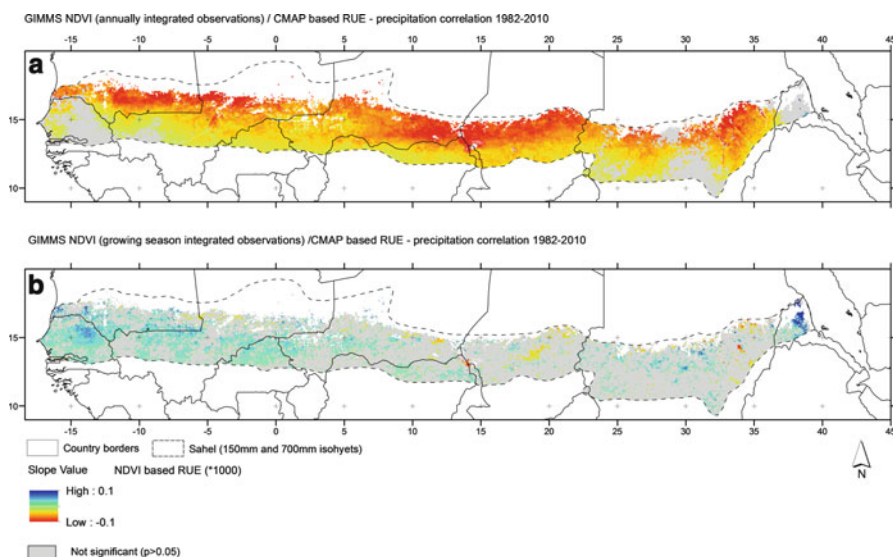 GIMMS NDVI (annually integrated observations) / CMAP based RUE - precipitation correlation 1982-2010
-15 -10 -5 0 5 10 15 20 25 30 35 40 45
a
15
10
GIMMS NDVI (growing season integrated observations) /CMAP based RUE - precipitation correlation 1982-2010
b
15
10
-15 -10 -5 0 5 10 15 20 25 30 35 40 45
Country borders Sahel (150mm and 700mm isohyets)
Slope Value NDVI based RUE (*1000)
High : 0.1
Low : -0.1
N
Not significant (p>0.05)